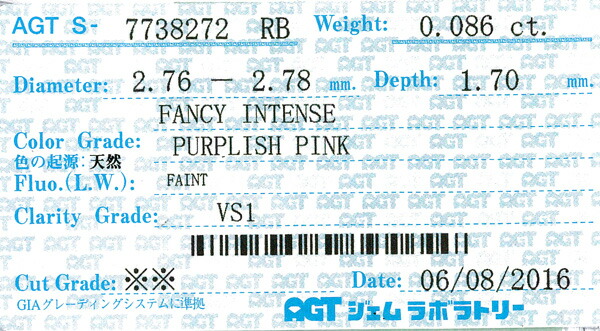 AGT S- 7738272 RB Weight: 0.086 ct.
Diameter: 2.76 − 2.78 mm. Depth: 1.70 mm.
FANCY INTENSE
Color Grade: PURPLISH PINK
色の起源: 天然
Fluo.(L.W.): FAINT
Clarity Grade: VS1
Cut Grade: ※※ Date: 06/08/2016
GIAグレーディングシステムに準拠 AGT ジェム ラボラトリー